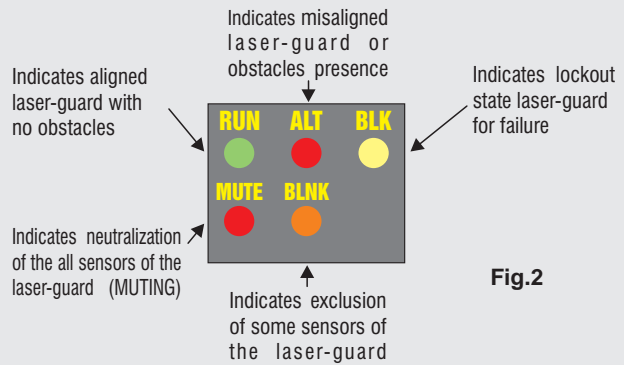 Indicates misaligned
laser-guard or
obstacles presence
Indicates aligned
laser-guard with
no obstacles
Indicates lockout
state laser-guard
for failure
RUN ALT BLK
MUTE BLNK
Indicates neutralization
of the all sensors of the
laser-guard (MUTING)
Indicates exclusion
of some sensors of
the laser-guard
Fig.2